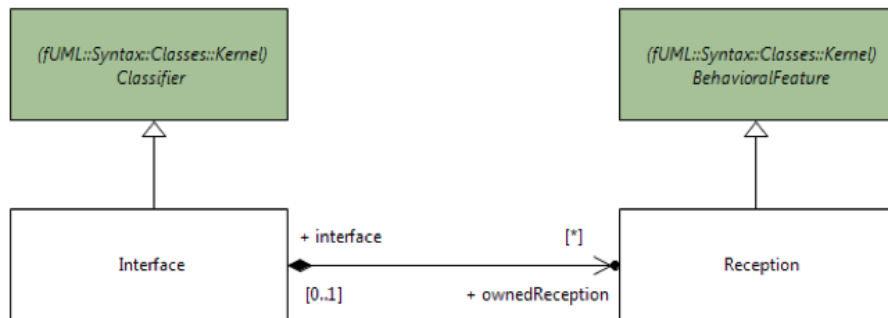 (fUML::Syntax::Classes::Kernel)
Classifier
(fUML::Syntax::Classes::Kernel)
BehavioralFeature
Interface
+ interface
[*]
[0..1]
+ ownedReception
Reception